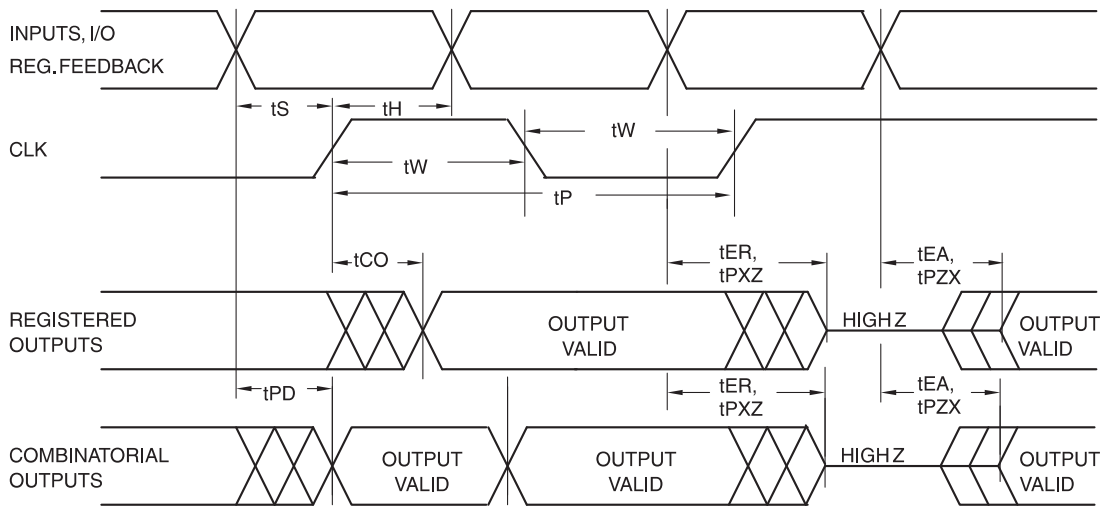 INPUTS, I/O
REG. FEEDBACK
tS
tH
CLK
tW
tW
tP
tCO
tER,
tPXZ
tEA,
tPZX
REGISTERED
OUTPUTS
OUTPUT
VALID
HIGH Z
OUTPUT
VALID
tPD
tER,
tPXZ
tEA,
tPZX
COMBINATORIAL
OUTPUTS
OUTPUT
VALID
OUTPUT
VALID
HIGH Z
OUTPUT
VALID